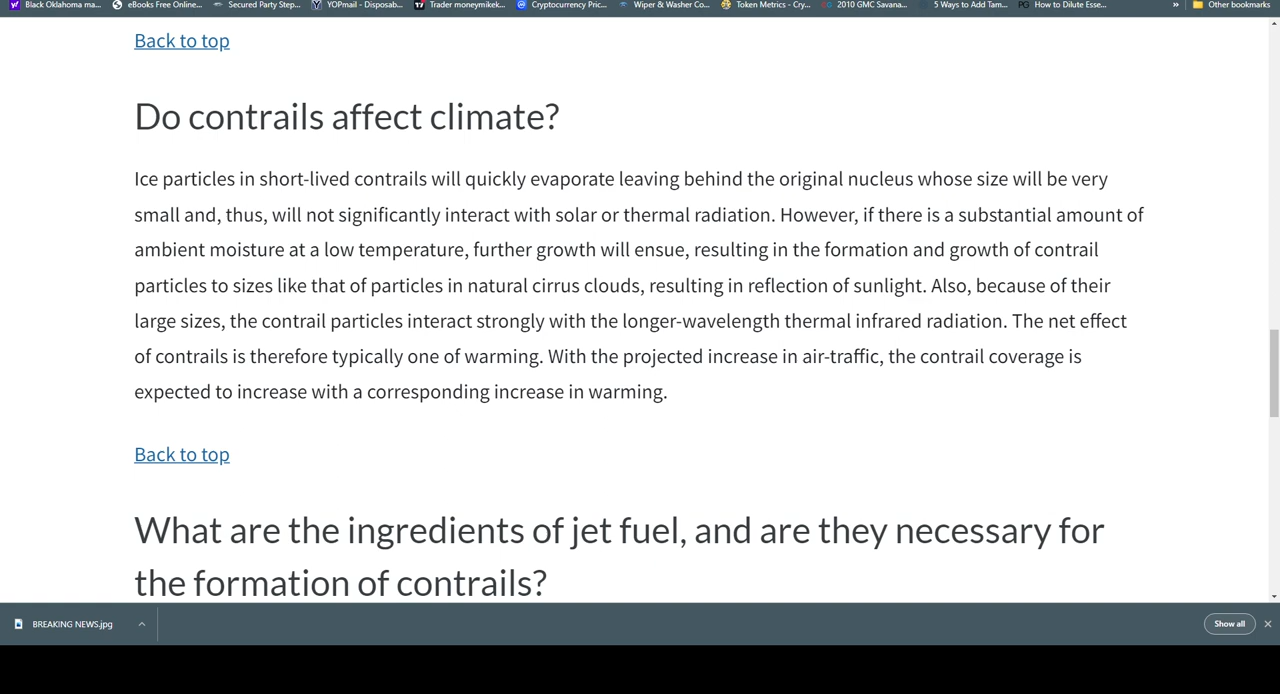 Black Oklahoma ma...
eBooks Free Online...
Secured Party Step...
YOPmail - Disposab...
Trader moneymikek...
Cryptocurrency Pric...
Wiper & Washer Co...
Token Metrics - Cry...
2010 GMC Savana...
5 Ways to Add Tam...
How to Dilute Esse...
»
Other bookmarks
Back to top
Do contrails affect climate?
Ice particles in short-lived contrails will quickly evaporate leaving behind the original nucleus whose size will be very
small and, thus, will not significantly interact with solar or thermal radiation. However, if there is a substantial amount of
ambient moisture at a low temperature, further growth will ensue, resulting in the formation and growth of contrail
particles to sizes like that of particles in natural cirrus clouds, resulting in reflection of sunlight. Also, because of their
large sizes, the contrail particles interact strongly with the longer-wavelength thermal infrared radiation. The net effect
of contrails is therefore typically one of warming. With the projected increase in air-traffic, the contrail coverage is
expected to increase with a corresponding increase in warming.
Back to top
What are the ingredients of jet fuel, and are they necessary for
the formation of contrails?
BREAKING NEWS.jpg
Show all